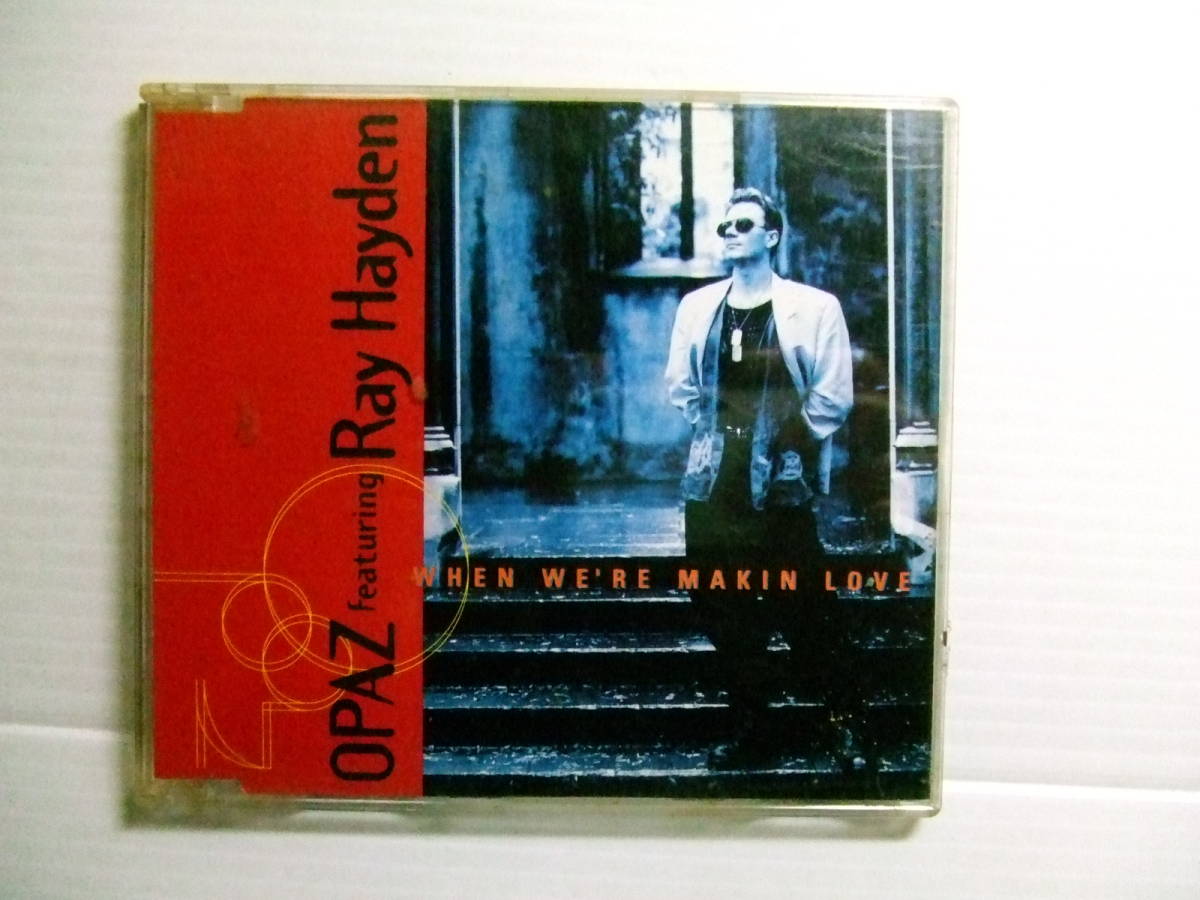 OPAZ featuring Ray Hayden
WHEN WE'RE MAKIN LOVE